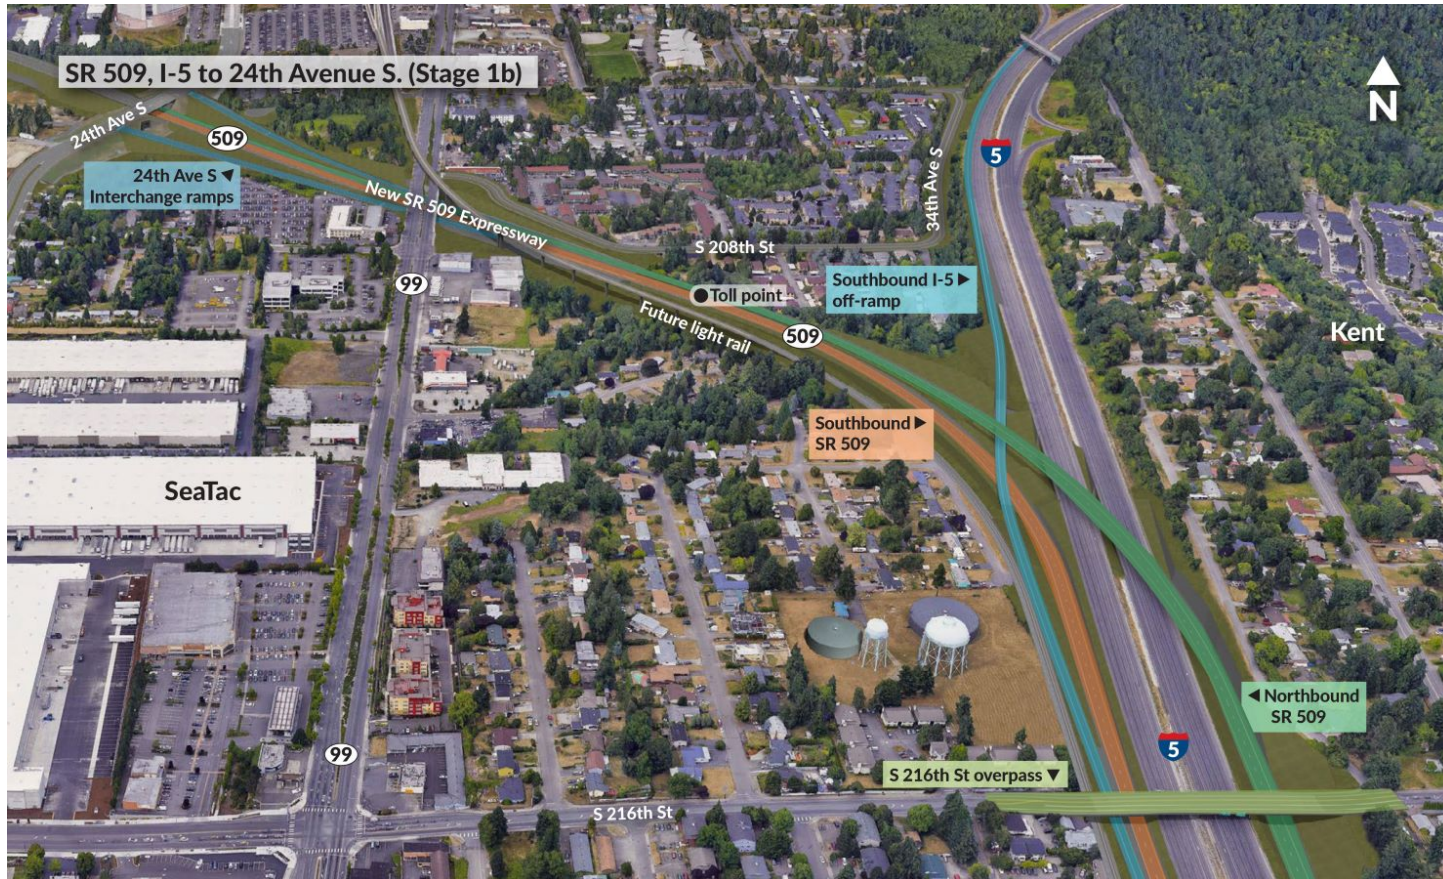 SR 509, I-5 to 24th Avenue S. (Stage 1b)
N
24th Ave S
509
5
24th Ave S ◄
Interchange ramps
New SR 509 Expressway
34th Ave S
S 208th St
99
Southbound I-5 ►
off-ramp
Toll point
Future light rail
509
Kent
Southbound ►
SR 509
SeaTac
◄ Northbound
SR 509
99
5
S 216th St overpass ▼
S 216th St